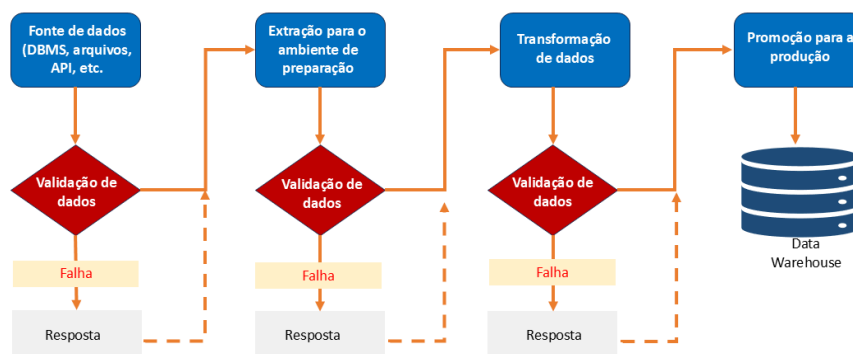 Fonte de dados
(DBMS, arquivos,
API, etc.
Extração para o
ambiente de
preparação
Transformação
de dados
Promoção para a
produção
Validação de
dados
Validação de
dados
Validação de
dados
Falha
Falha
Falha
Resposta
Resposta
Resposta
Data
Warehouse